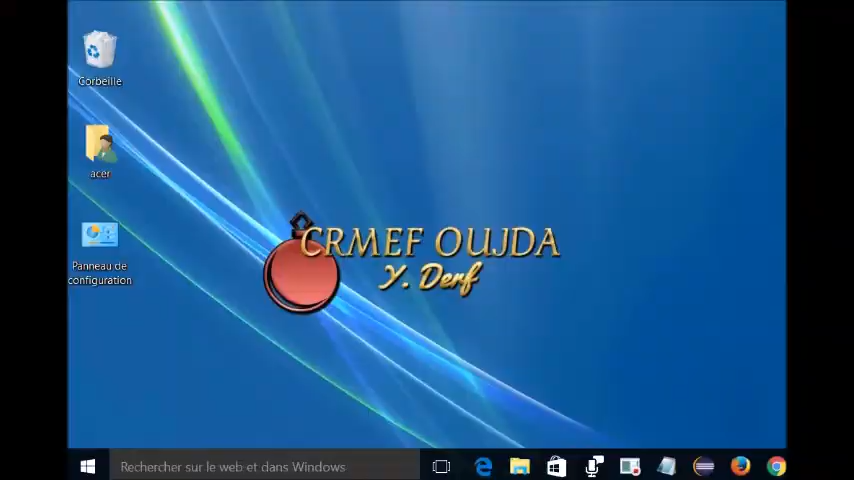 Corbeille
acer
Panneau de
configuration
CRMEF OUJDA
Y. Derf
Rechercher sur le web et dans Windows